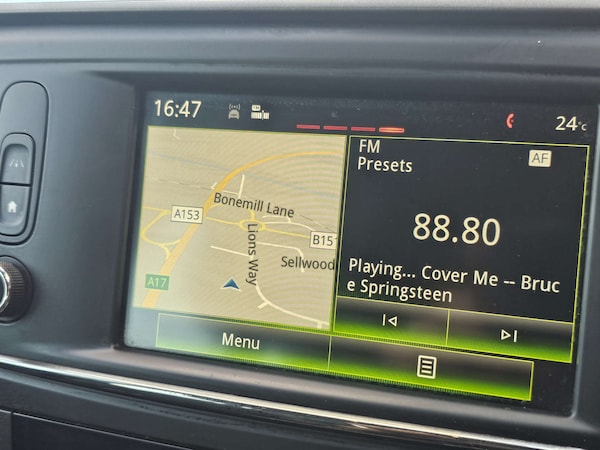 16:47
24°C
FM
Presets
AF
88.80
Playing... Cover Me -- Bruc
e Springsteen
Bonemill Lane
A153
Lions Way
B15
Sellwood
A17
Menu